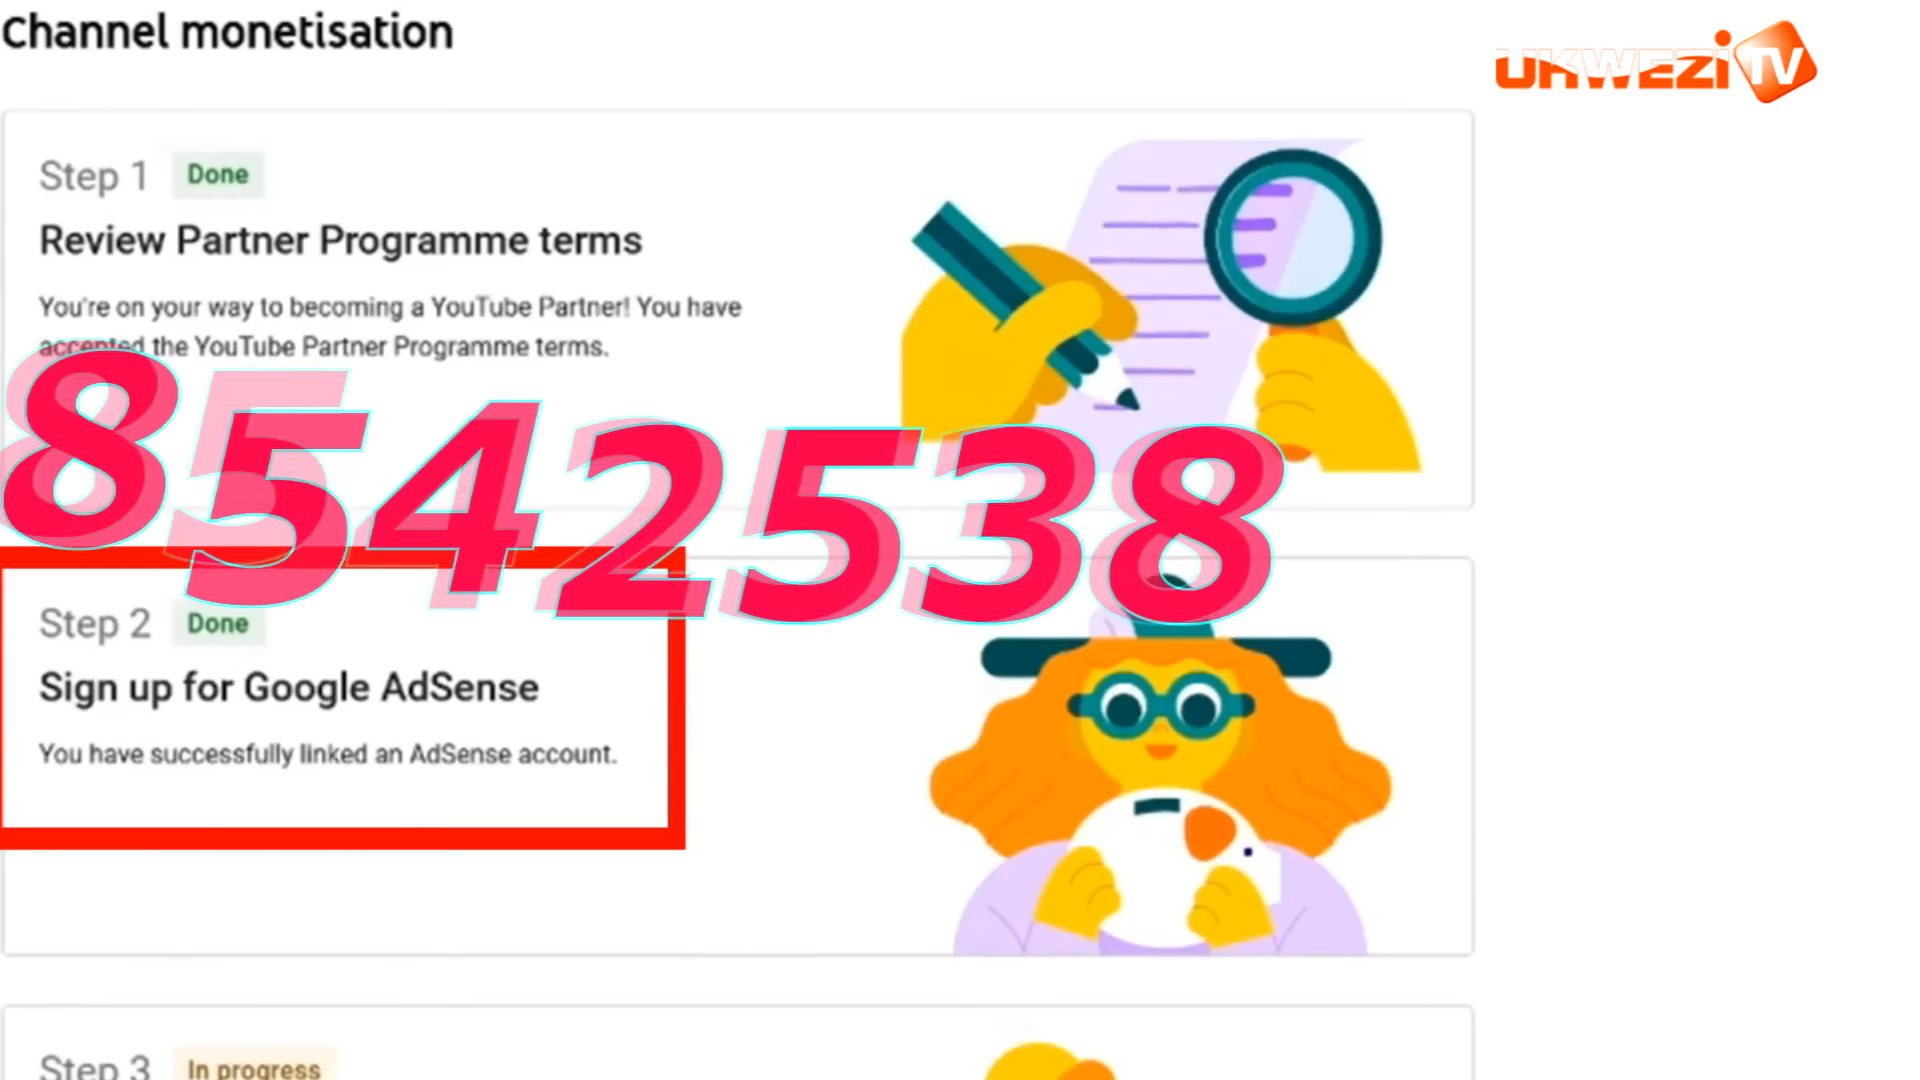 Channel monetisation
UKWEZI TV
Step 1 Done
Review Partner Programme terms
You're on your way to becoming a YouTube Partner! You have
accepted the YouTube Partner Programme terms.
8542538
Step 2 Done
Sign up for Google AdSense
You have successfully linked an AdSense account.
Step 3 In progress